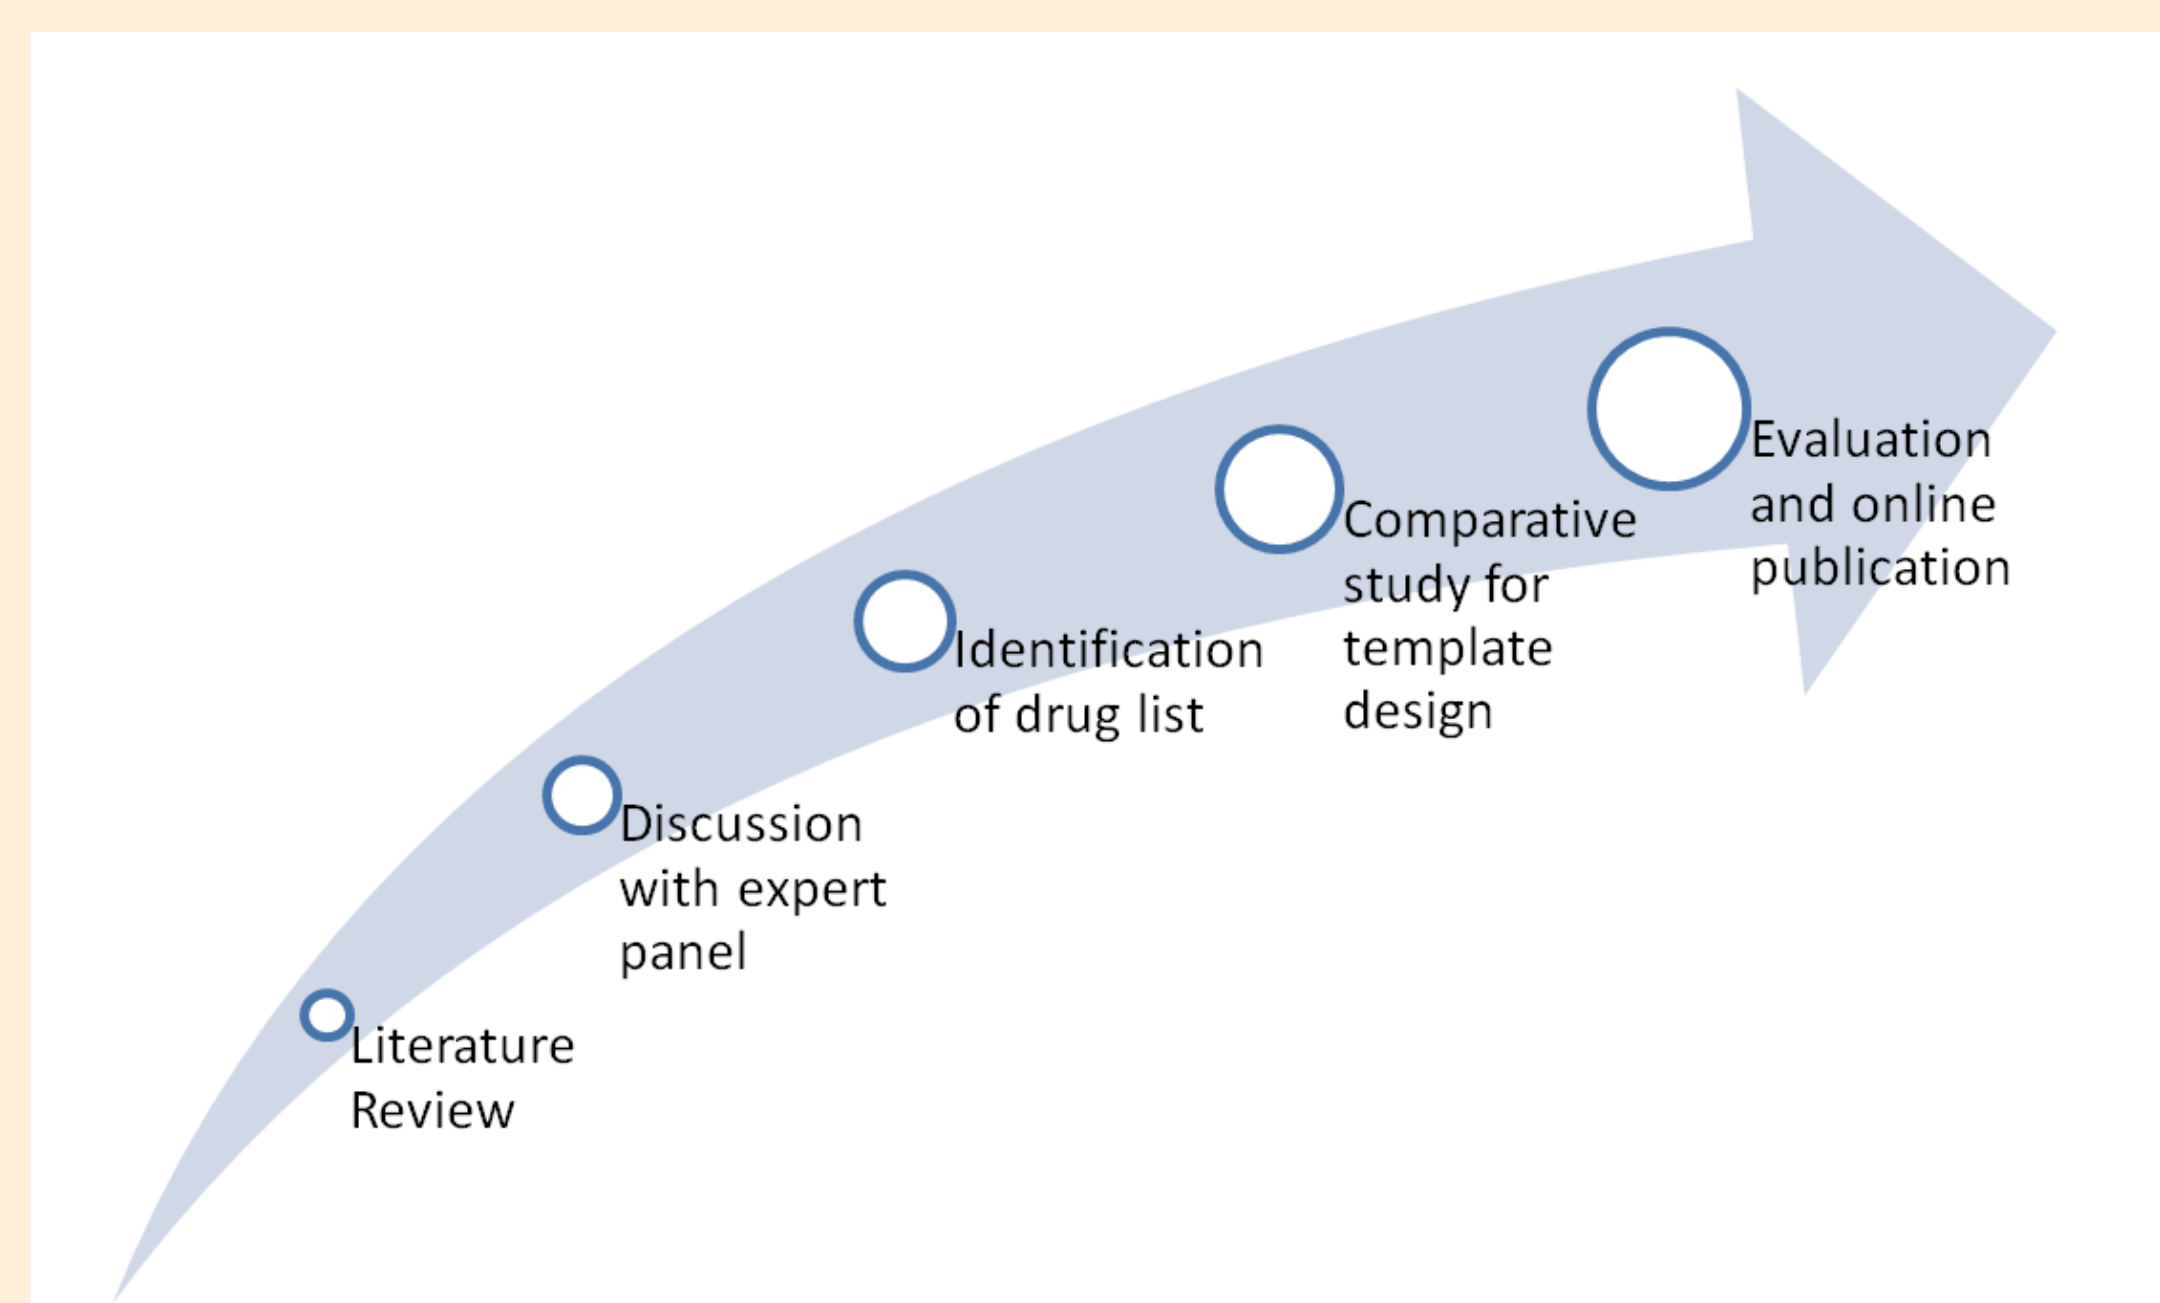 Literature
Review
Discussion
with expert
panel
Identification
of drug list
Comparative
study for
template
design
Evaluation
and online
publication